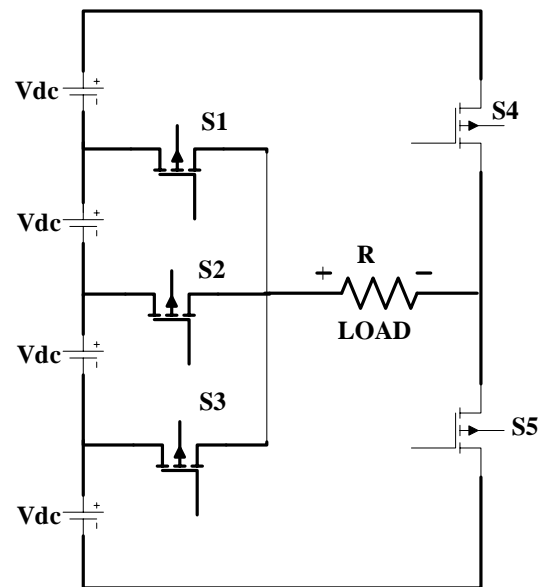 Vdc
+
-
S4
S1
Vdc
+
-
S2
+
R
-
LOAD
Vdc
+
-
S3
S5
Vdc
+
-